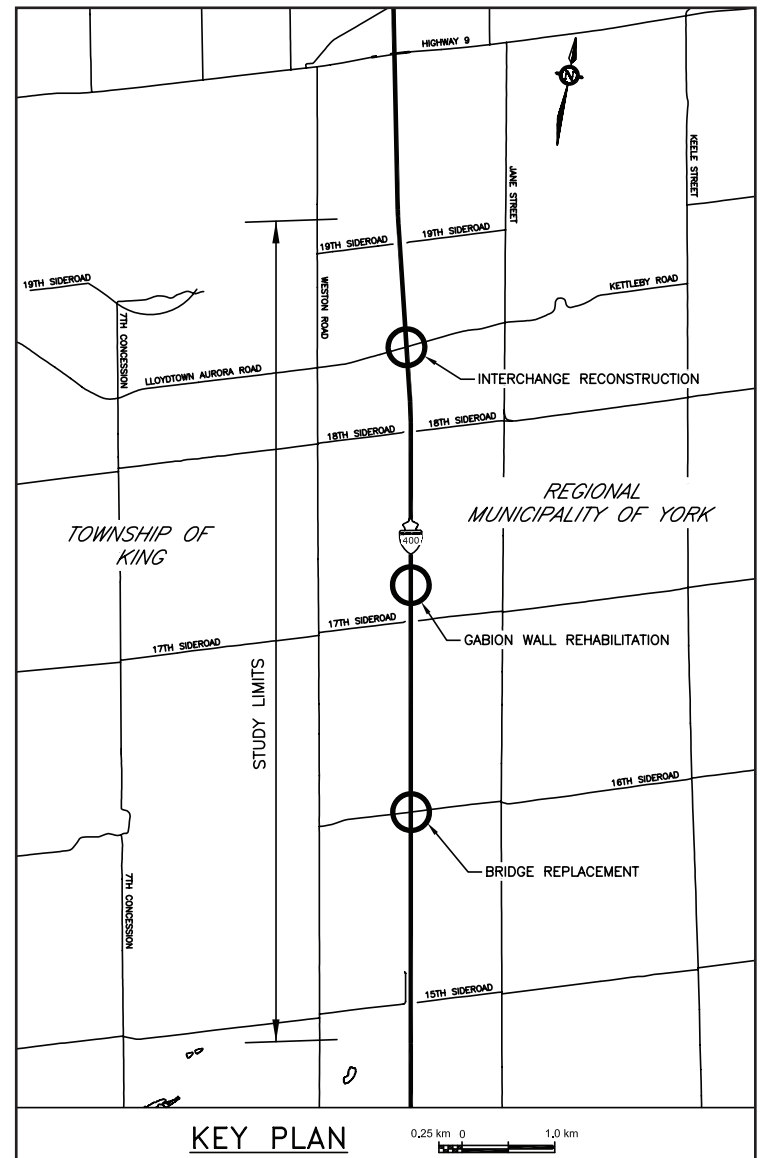 HIGHWAY 9
N
KEELE STREET
JANE STREET
19TH SIDEROAD
19TH SIDEROAD
19TH SIDEROAD
WESTON ROAD
KETTLEBY ROAD
7TH CONCESSION
LLOYDTOWN AURORA ROAD
INTERCHANGE RECONSTRUCTION
18TH SIDEROAD
18TH SIDEROAD
REGIONAL
MUNICIPALITY OF YORK
TOWNSHIP OF
KING
400
17TH SIDEROAD
17TH SIDEROAD
GABION WALL REHABILITATION
STUDY LIMITS
16TH SIDEROAD
BRIDGE REPLACEMENT
7TH CONCESSION
15TH SIDEROAD
KEY PLAN
0.25 km 0 1.0 km